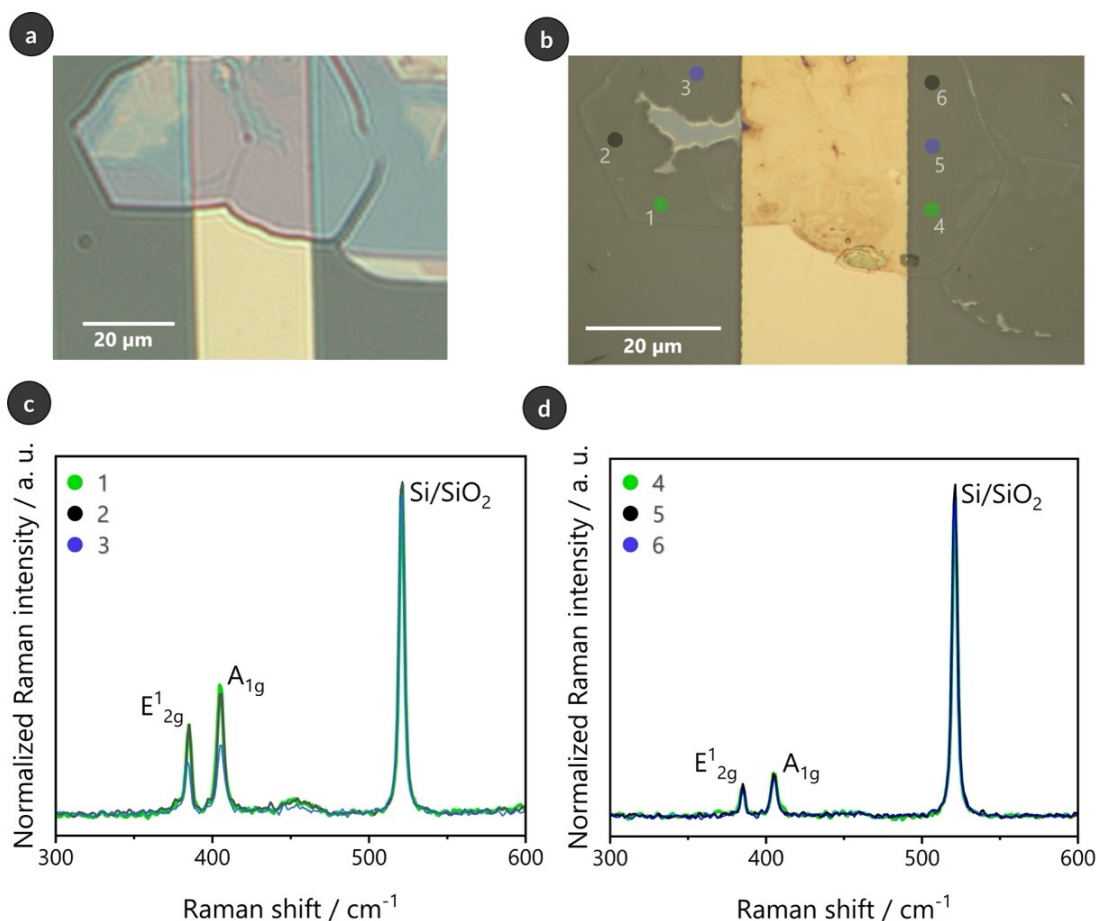 a
20 µm
b
3
2
1
6
5
4
20 µm
c
Normalized Raman intensity / a. u.
1
2
3
E¹₂g
A₁g
Si/SiO₂
300
400
500
600
Raman shift / cm⁻¹
d
Normalized Raman intensity / a. u.
4
5
6
E¹₂g
A₁g
Si/SiO₂
300
400
500
600
Raman shift / cm⁻¹